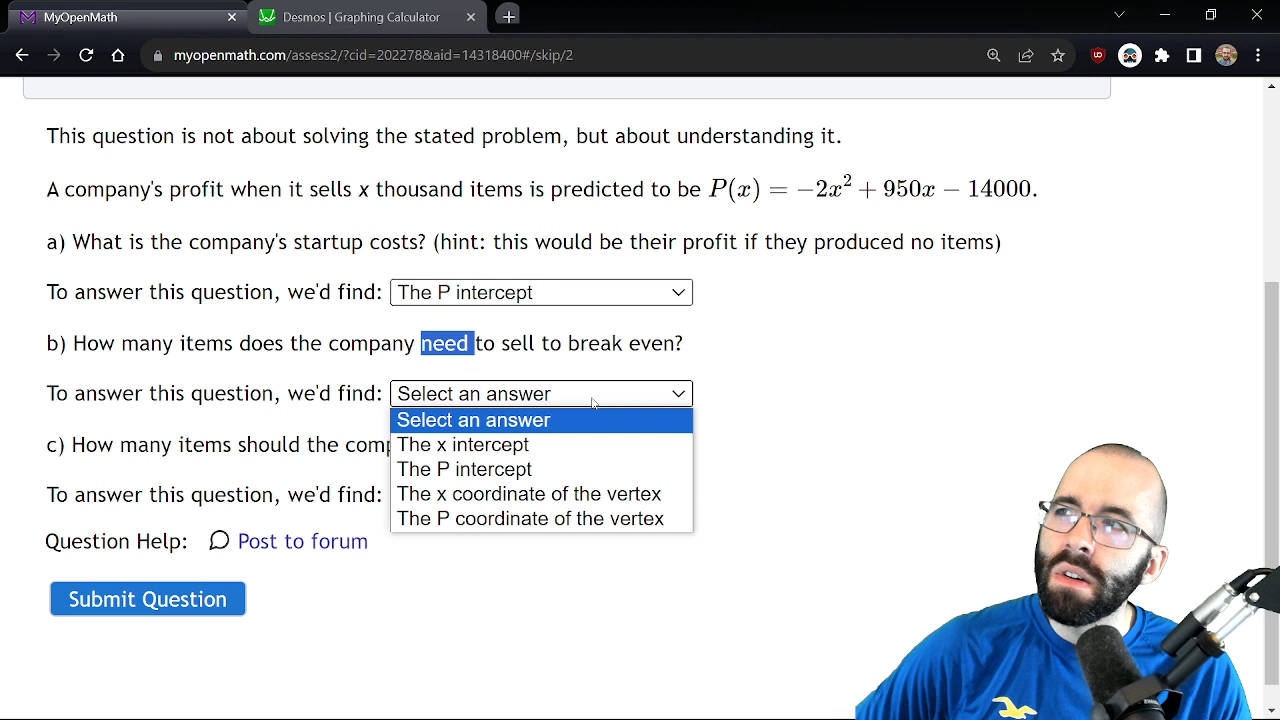 MyOpenMath
Desmos | Graphing Calculator
myopenmath.com/assess2/?cid=202278&aid=14318400#/skip/2
This question is not about solving the stated problem, but about understanding it.
A company's profit when it sells x thousand items is predicted to be P(x) = −2x² + 950x − 14000.
a) What is the company's startup costs? (hint: this would be their profit if they produced no items)
To answer this question, we'd find: The P intercept
b) How many items does the company need to sell to break even?
To answer this question, we'd find: Select an answer
Select an answer
The x intercept
c) How many items should the comp
The P intercept
The x coordinate of the vertex
To answer this question, we'd find:
The P coordinate of the vertex
Question Help: Post to forum
Submit Question